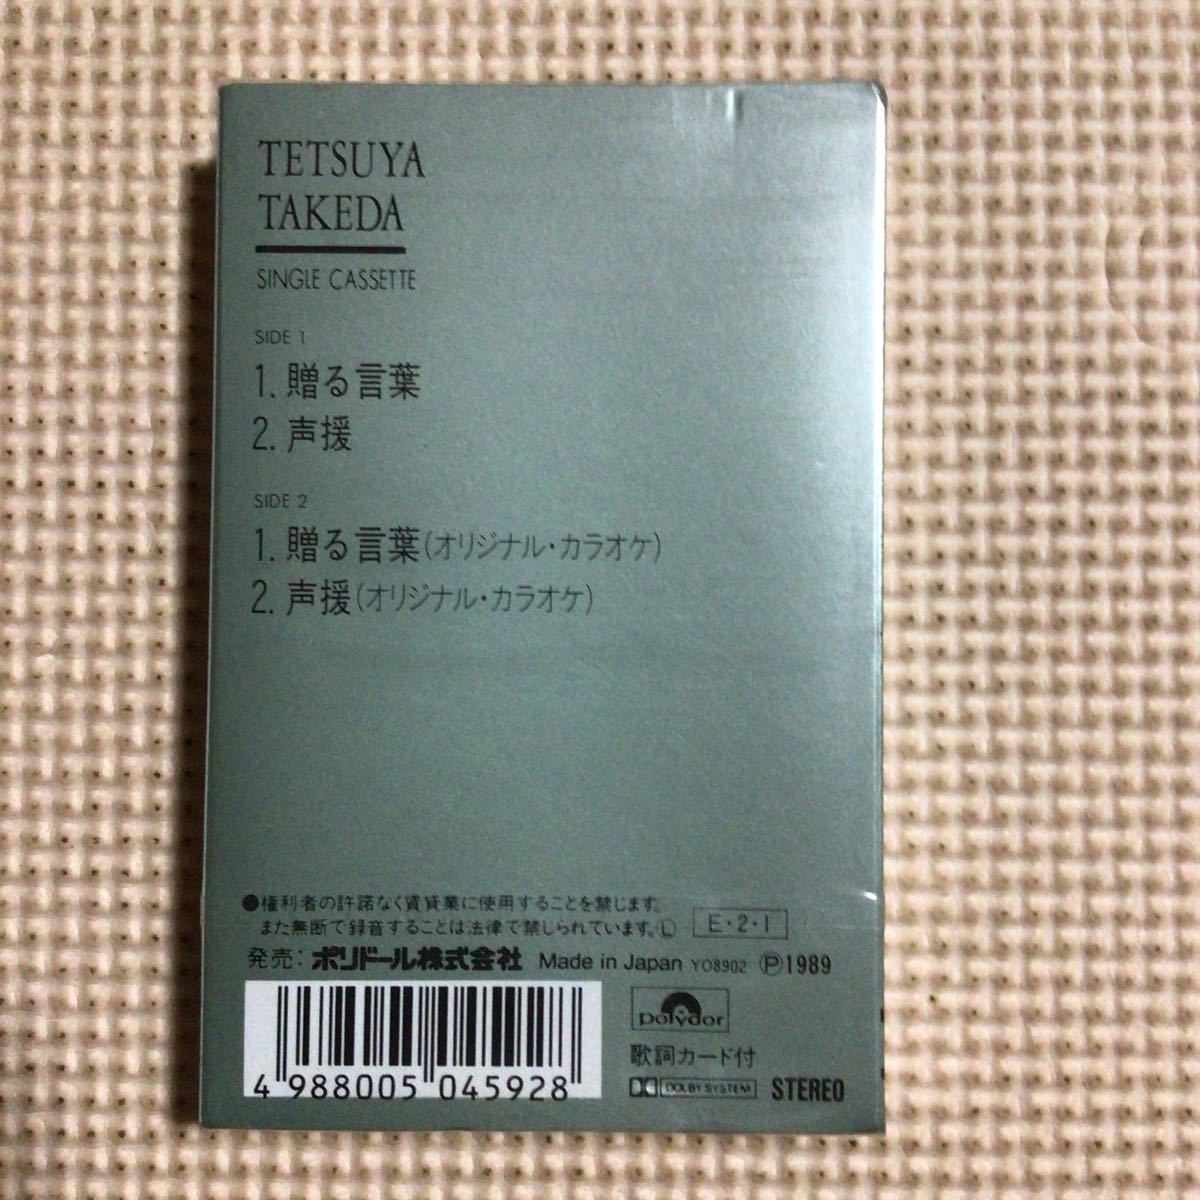 TETSUYA
TAKEDA
SINGLE CASSETTE
SIDE 1
1. 贈る言葉
2. 声援
SIDE 2
1. 贈る言葉(オリジナル・カラオケ)
2. 声援(オリジナル・カラオケ)
●権利者の許諾なく賃貸業に使用することを禁じます。
また無断で録音することは法律で禁じられています。Ⓛ E・2・I
発売：ポリドール株式会社 Made in Japan Y08902 Ⓟ1989
polydor
歌詞カード付
DOLBY SYSTEM STEREO
4 988005 045928